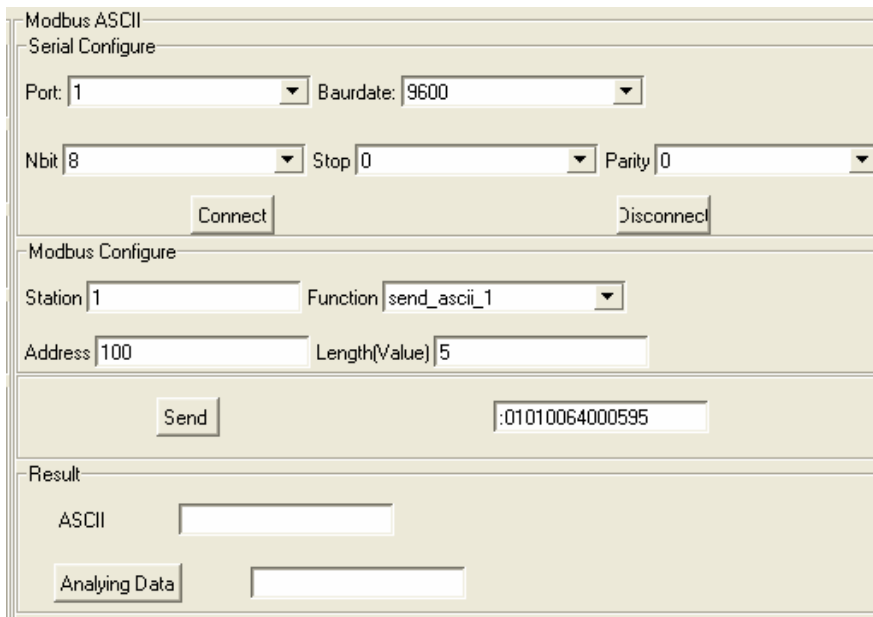 Modbus ASCII
Serial Configure
Port: 1 Baurdate: 9600
Nbit 8 Stop 0 Parity 0
Connect Disconnect
Modbus Configure
Station 1 Function send_ascii_1
Address 100 Length(Value) 5
Send :01010064000595
Result
ASCII
Analying Data